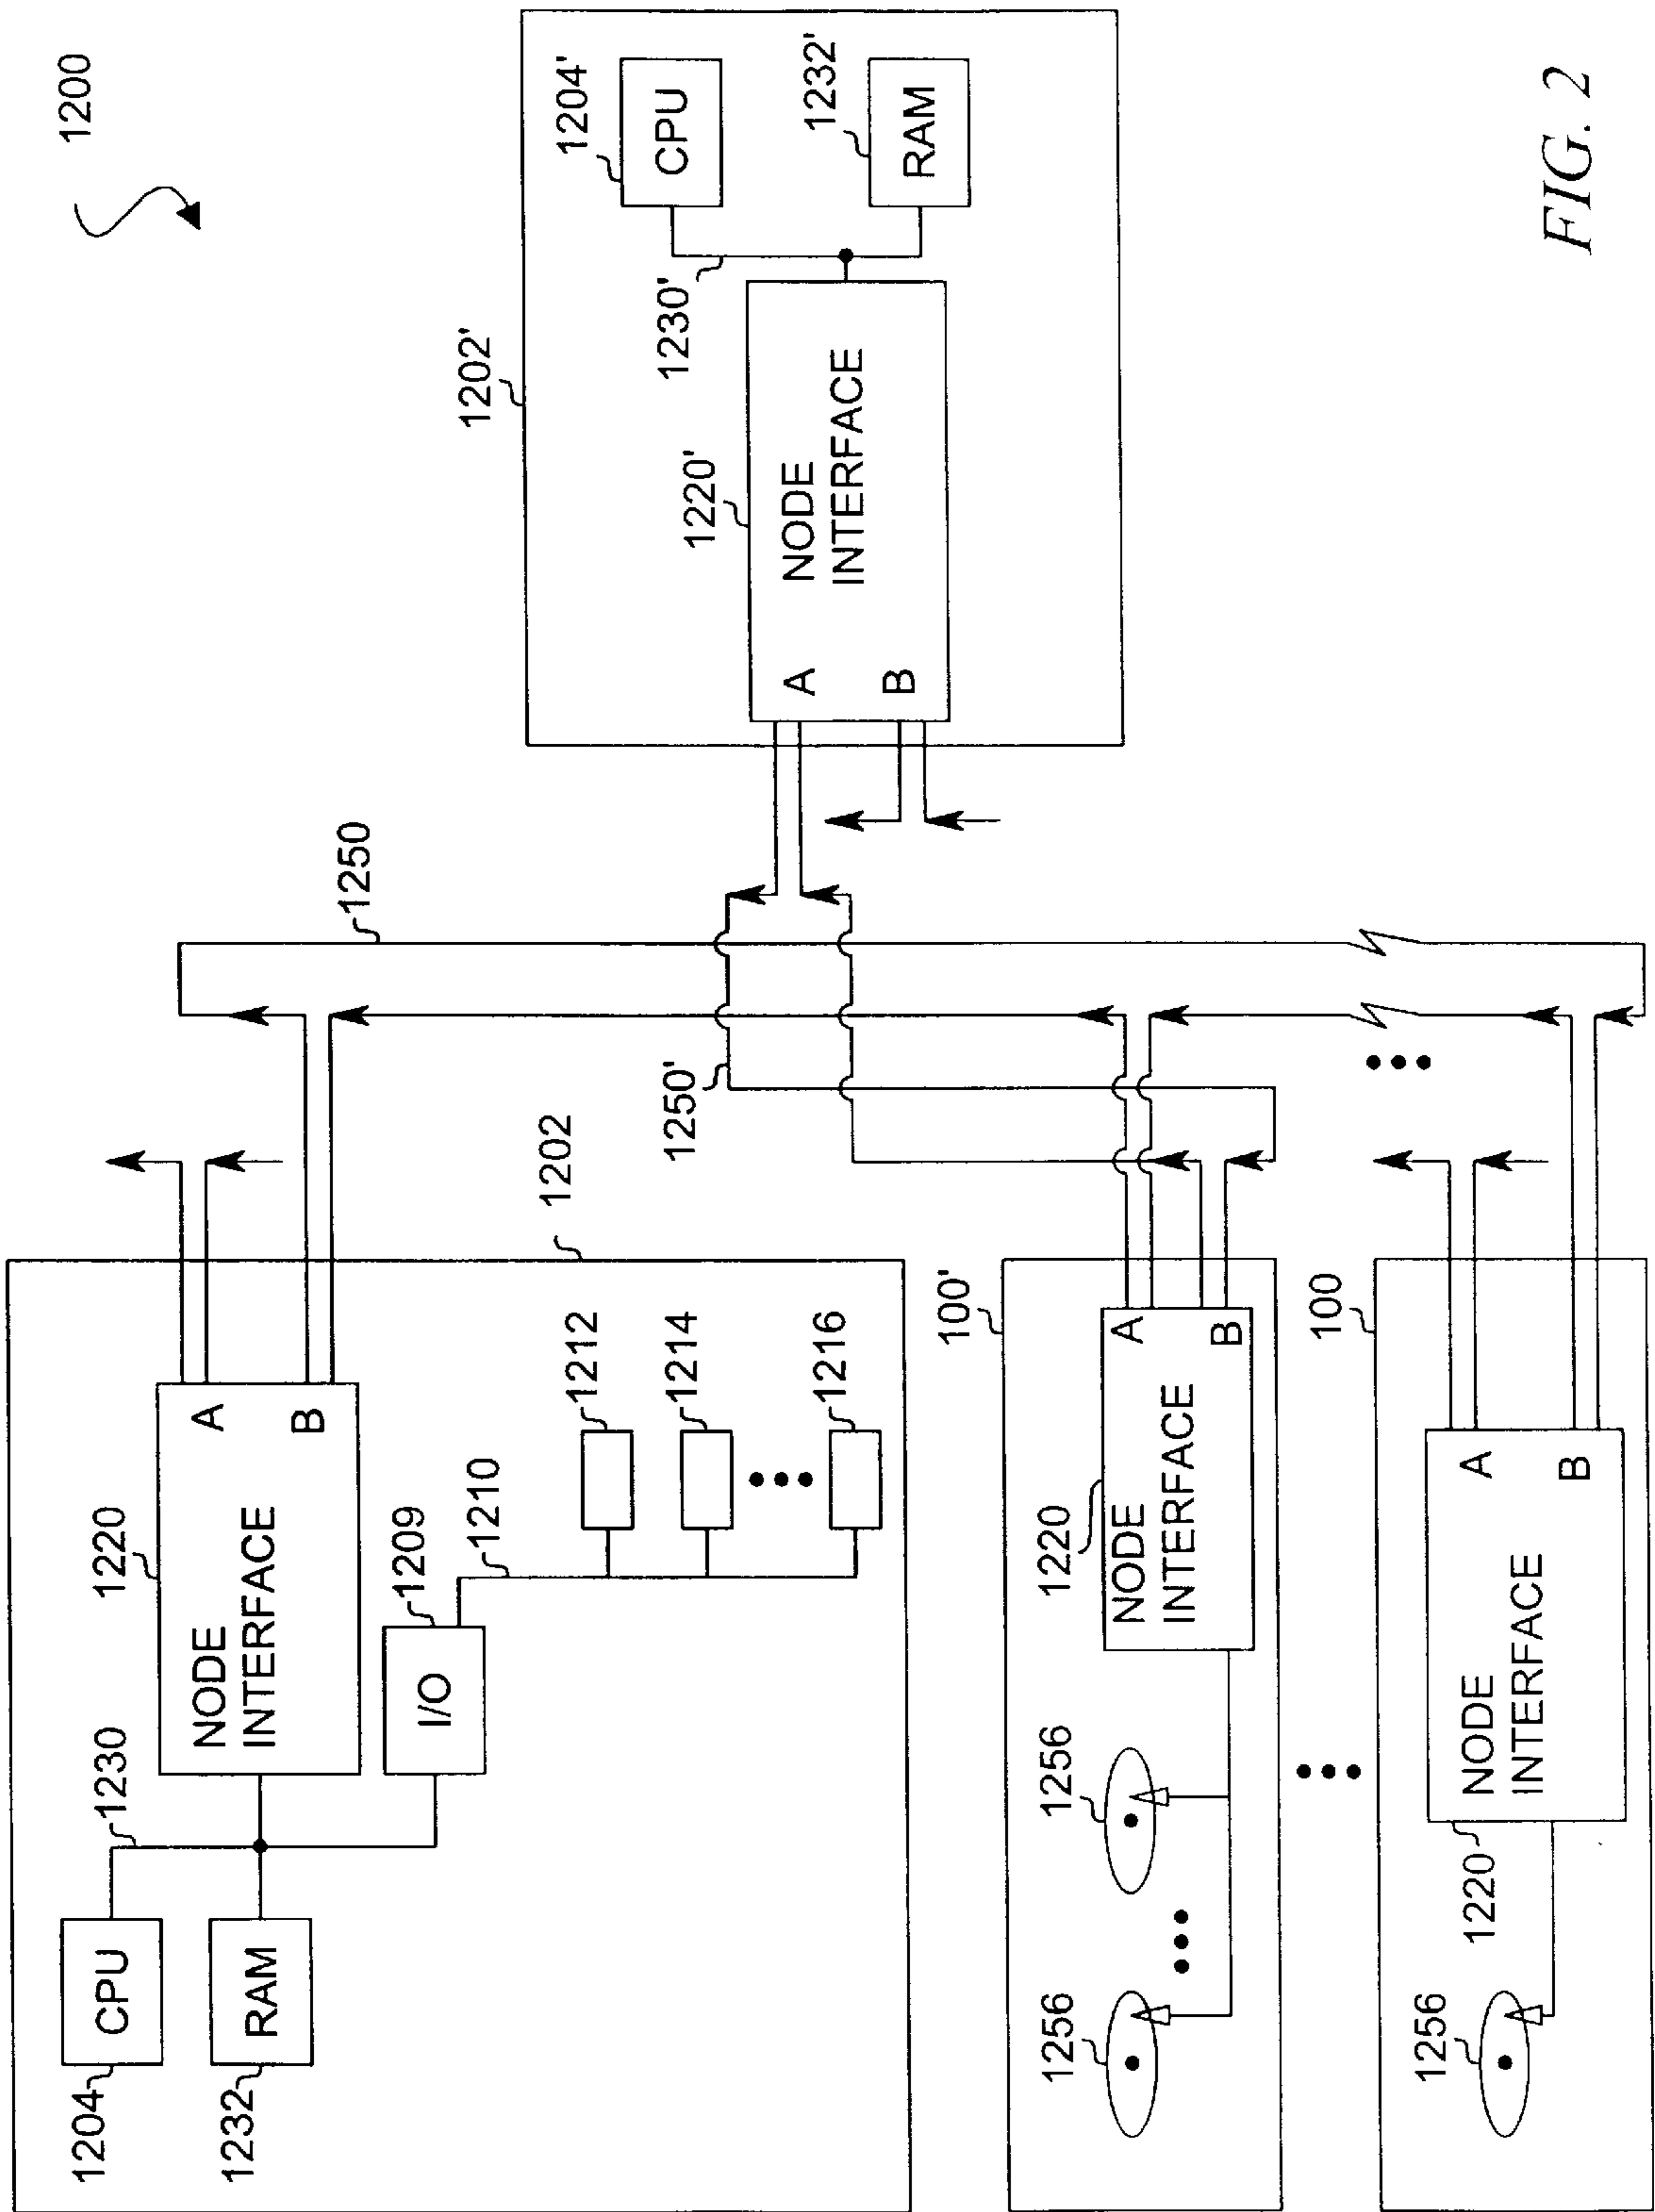 1200
1202'
1204'
CPU
1232'
RAM
1230'
1220'
NODE
INTERFACE
A
B
1250
1250'
1202
1220
NODE
INTERFACE
A
B
1230
CPU
1204
RAM
1232
I/O
1209
1210
1212
1214
1216
100'
1220
NODE
INTERFACE
A
B
1256
1256
100
1220
NODE
INTERFACE
A
B
1256
FIG. 2